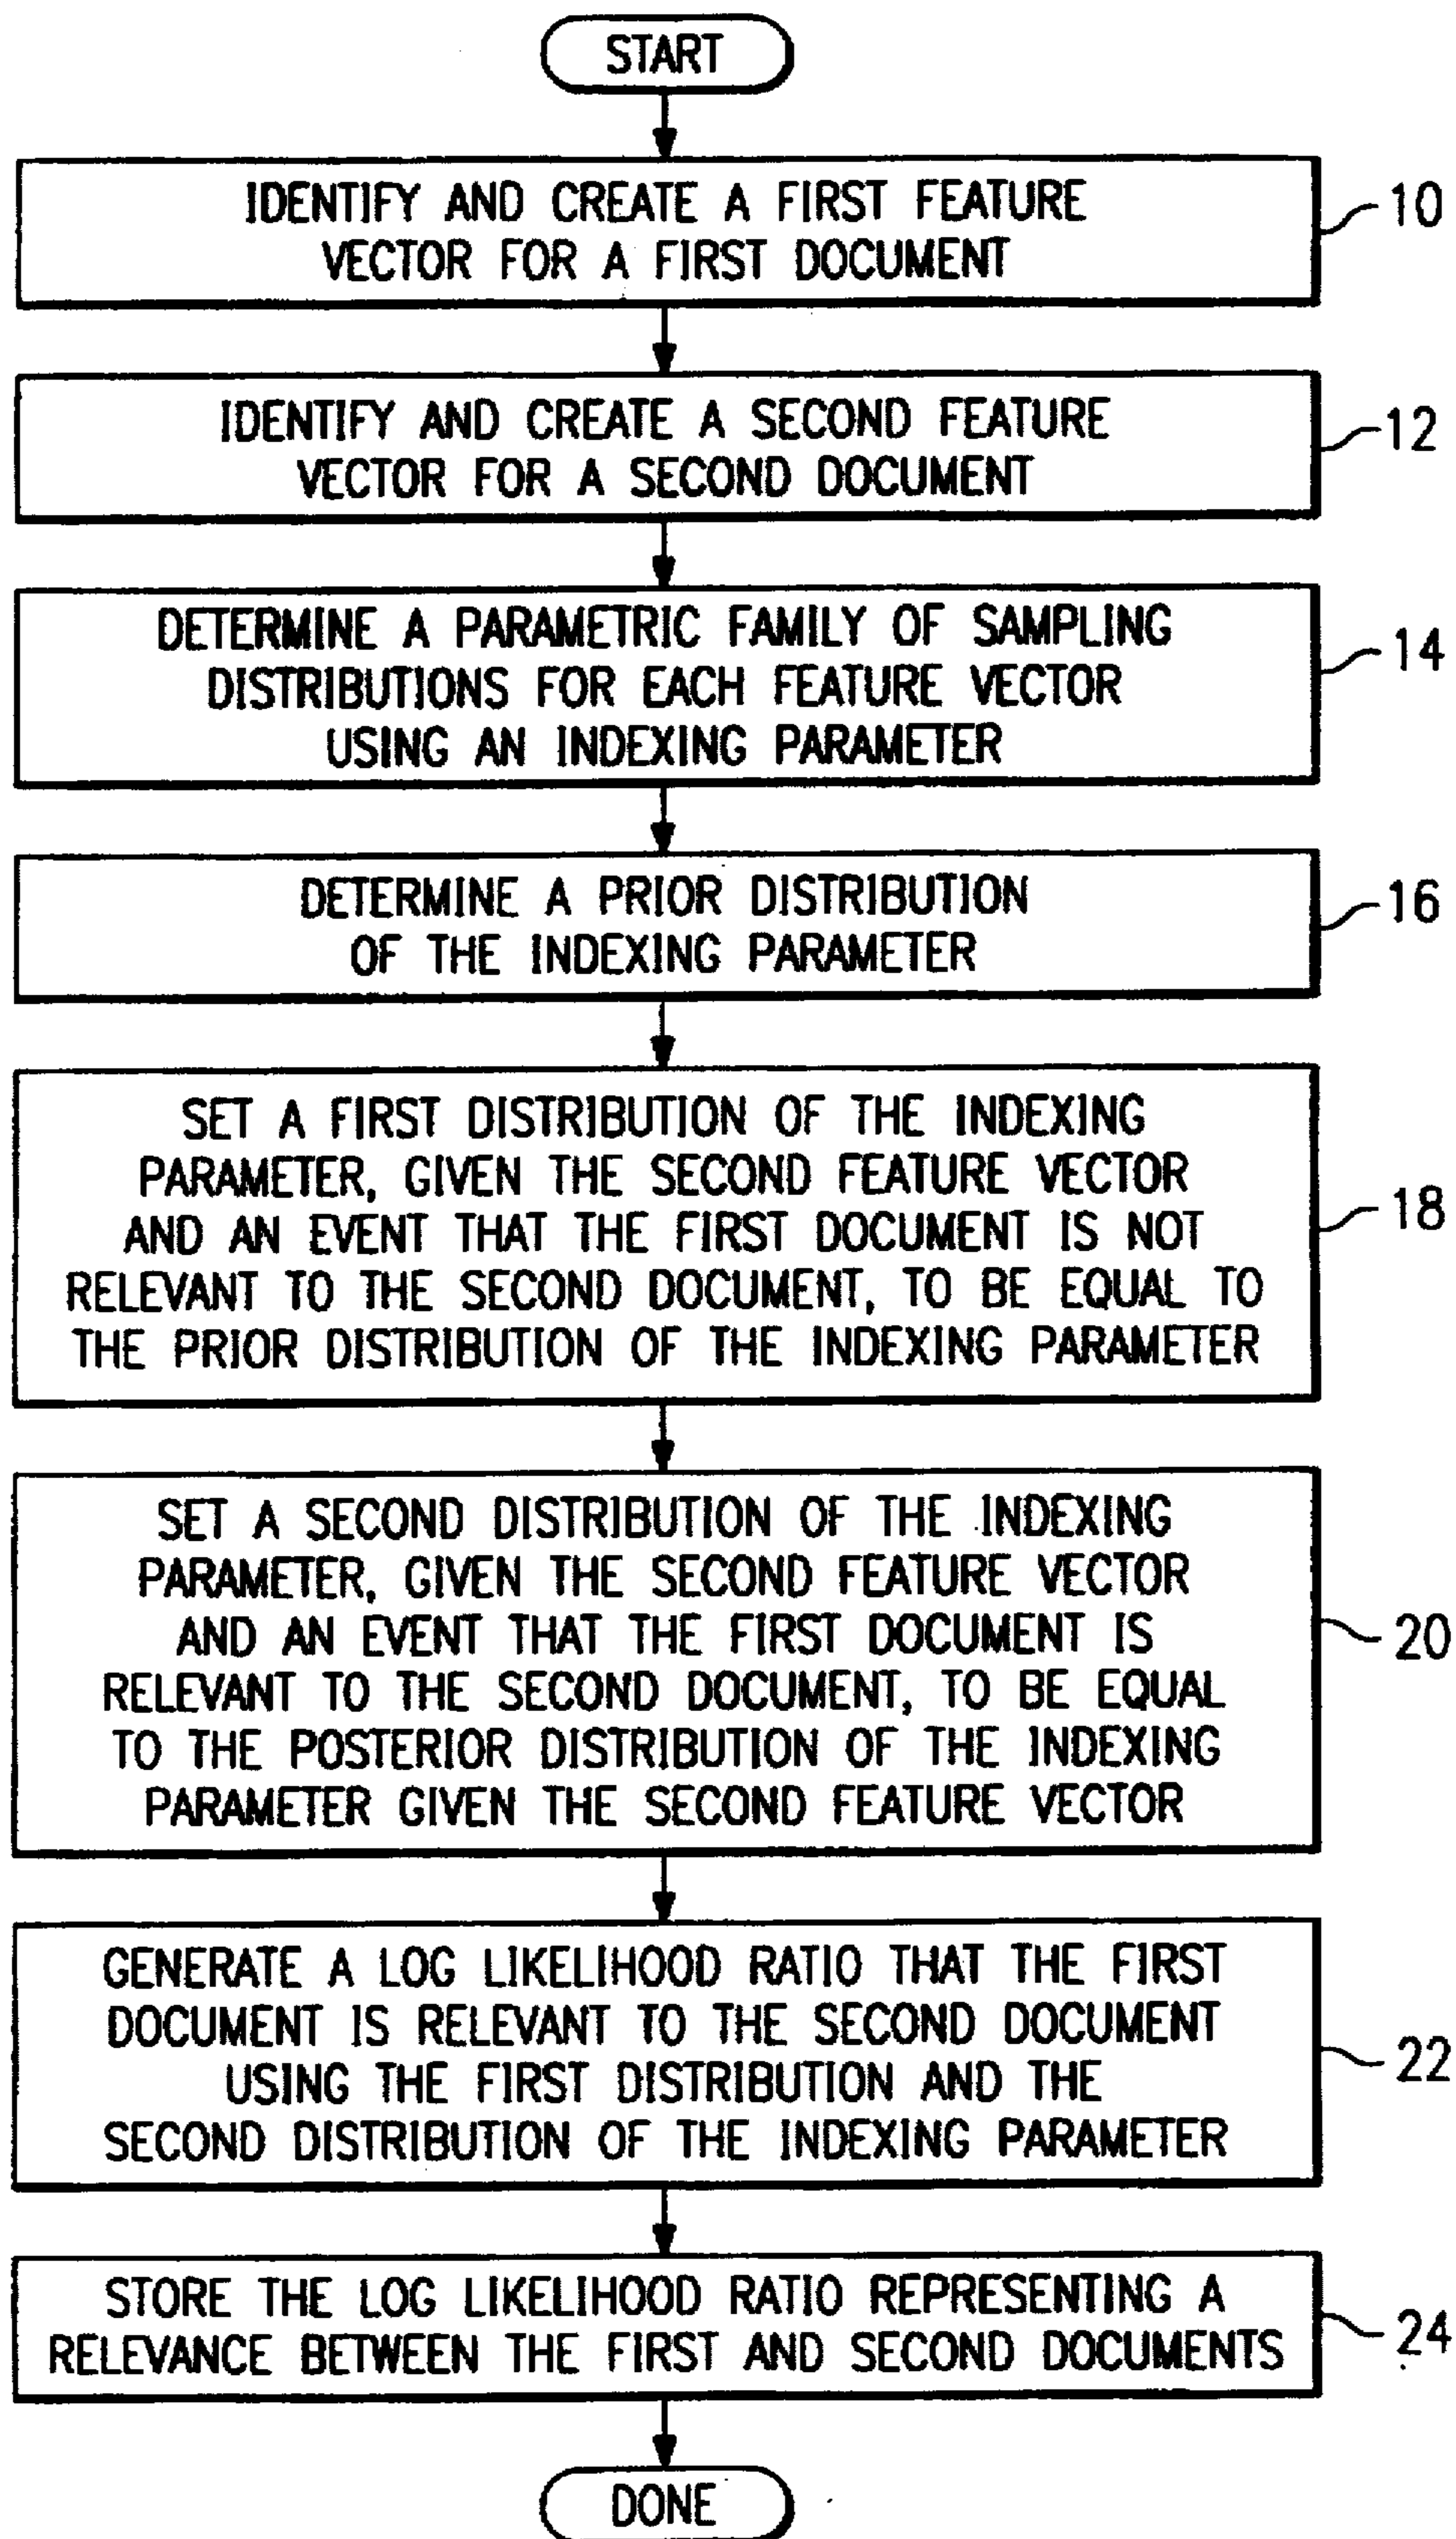 START
IDENTIFY AND CREATE A FIRST FEATURE
VECTOR FOR A FIRST DOCUMENT
10
IDENTIFY AND CREATE A SECOND FEATURE
VECTOR FOR A SECOND DOCUMENT
12
DETERMINE A PARAMETRIC FAMILY OF SAMPLING
DISTRIBUTIONS FOR EACH FEATURE VECTOR
USING AN INDEXING PARAMETER
14
DETERMINE A PRIOR DISTRIBUTION
OF THE INDEXING PARAMETER
16
SET A FIRST DISTRIBUTION OF THE INDEXING
PARAMETER, GIVEN THE SECOND FEATURE VECTOR
AND AN EVENT THAT THE FIRST DOCUMENT IS NOT
RELEVANT TO THE SECOND DOCUMENT, TO BE EQUAL TO
THE PRIOR DISTRIBUTION OF THE INDEXING PARAMETER
18
SET A SECOND DISTRIBUTION OF THE INDEXING
PARAMETER, GIVEN THE SECOND FEATURE VECTOR
AND AN EVENT THAT THE FIRST DOCUMENT IS
RELEVANT TO THE SECOND DOCUMENT, TO BE EQUAL
TO THE POSTERIOR DISTRIBUTION OF THE INDEXING
PARAMETER GIVEN THE SECOND FEATURE VECTOR
20
GENERATE A LOG LIKELIHOOD RATIO THAT THE FIRST
DOCUMENT IS RELEVANT TO THE SECOND DOCUMENT
USING THE FIRST DISTRIBUTION AND THE
SECOND DISTRIBUTION OF THE INDEXING PARAMETER
22
STORE THE LOG LIKELIHOOD RATIO REPRESENTING A
RELEVANCE BETWEEN THE FIRST AND SECOND DOCUMENTS
24
DONE